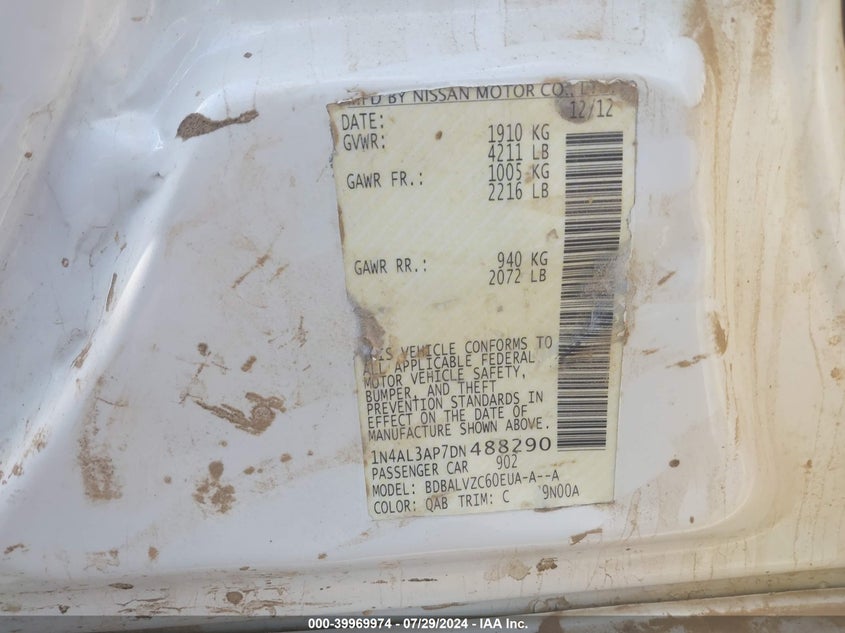 MFD BY NISSAN MOTOR CO., LTD.
DATE: 12/12
GVWR: 1910 KG
4211 LB
GAWR FR.: 1005 KG
2216 LB
GAWR RR.: 940 KG
2072 LB
THIS VEHICLE CONFORMS TO
ALL APPLICABLE FEDERAL
MOTOR VEHICLE SAFETY,
BUMPER, AND THEFT
PREVENTION STANDARDS IN
EFFECT ON THE DATE OF
MANUFACTURE SHOWN ABOVE.
1N4AL3AP7DN488290
PASSENGER CAR 902
MODEL: BDBALVZC60EUA-A--A
COLOR: QAB TRIM: C 9N00A
000-39969974 - 07/29/2024 - IAA Inc.